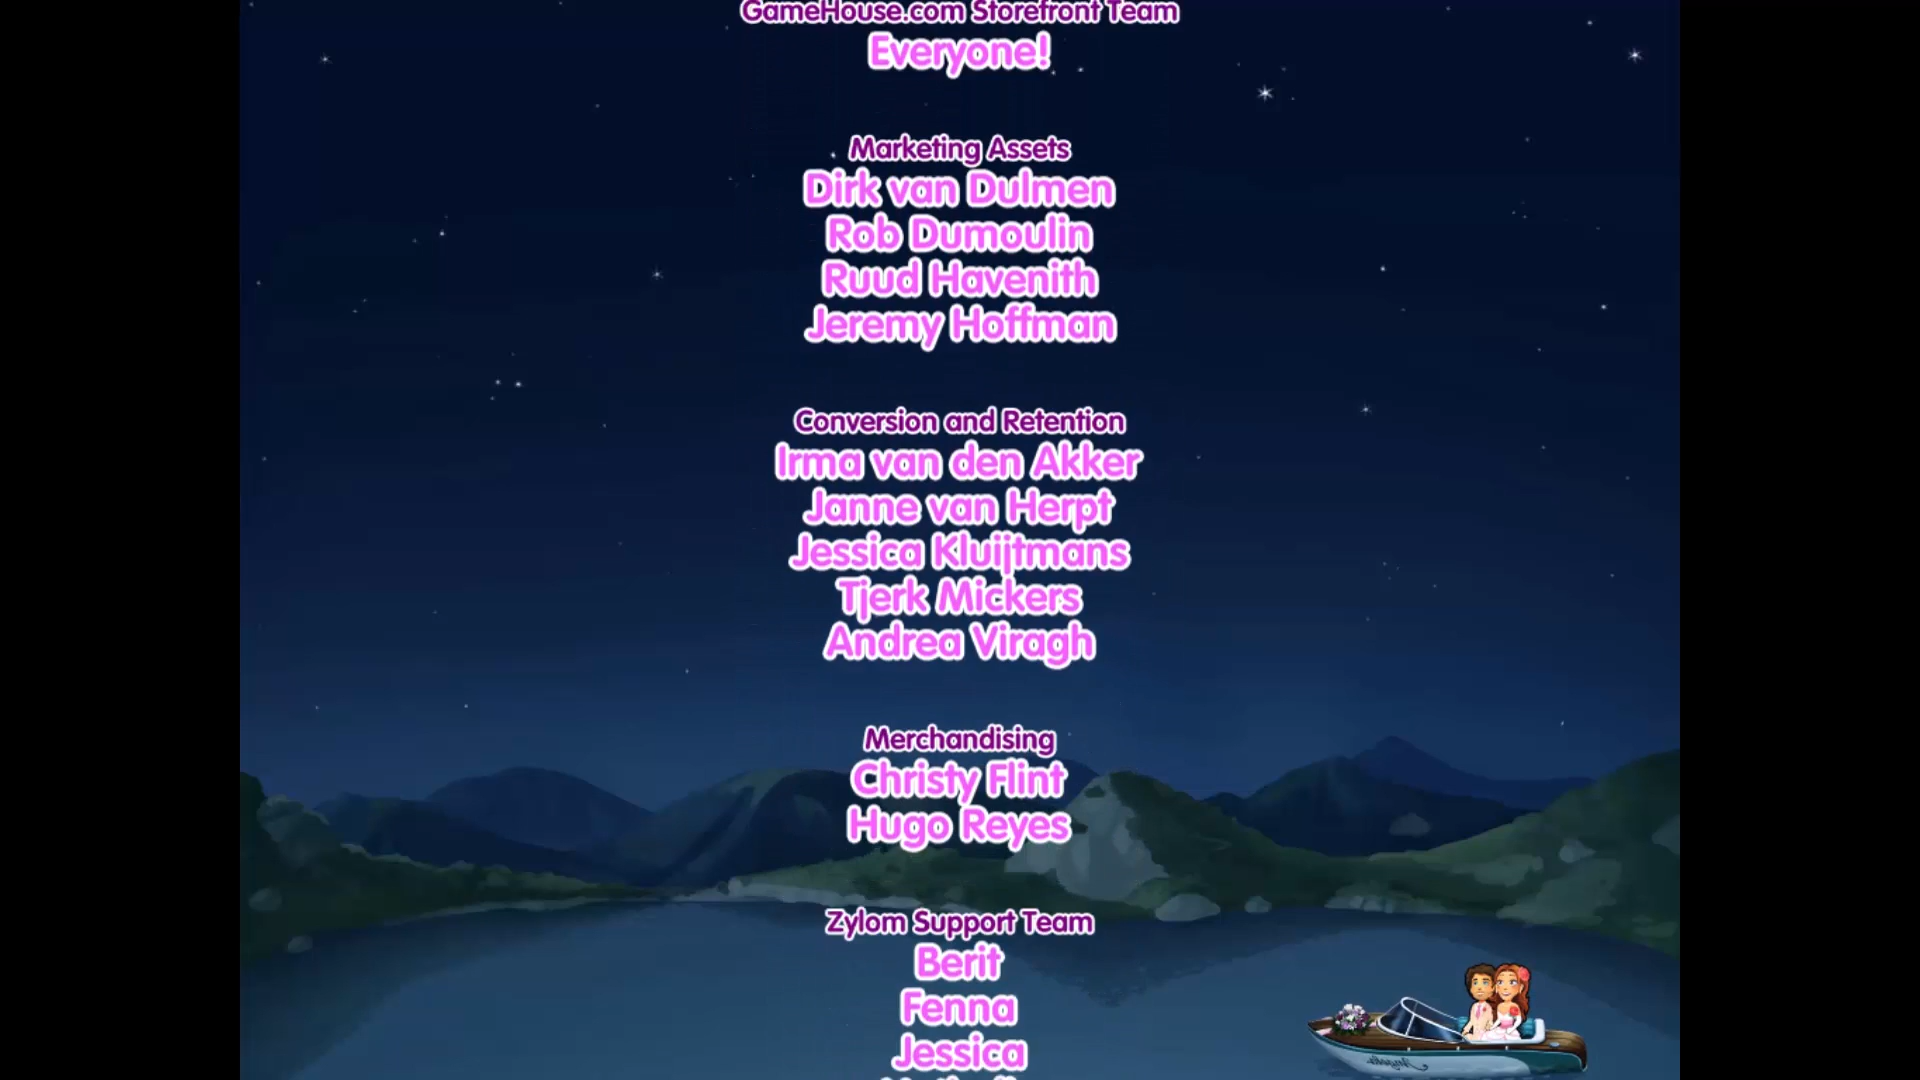 GameHouse.com Storefront Team
Everyone!
Marketing Assets
Dirk van Dulmen
Rob Dumoulin
Ruud Havenith
Jeremy Hoffman
Conversion and Retention
Irma van den Akker
Janne van Herpt
Jessica Kluijtmans
Tjerk Mickers
Andrea Viragh
Merchandising
Christy Flint
Hugo Reyes
Zylom Support Team
Berit
Fenna
Jessica